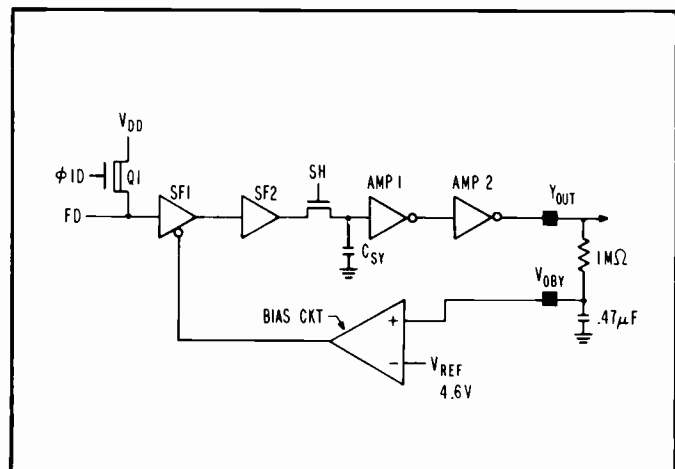 V_DD
φ1D
Q1
SH
AMP 1
AMP 2
Y_OUT
FD
SF1
SF2
C_SY
1MΩ
V_OBY
BIAS CKT
+
.47μF
−
V_REF
4.6V